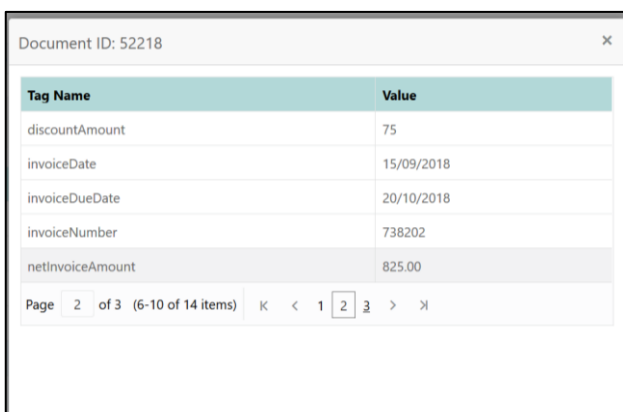 Document ID: 52218 ×
Tag Name Value
discountAmount 75
invoiceDate 15/09/2018
invoiceDueDate 20/10/2018
invoiceNumber 738202
netInvoiceAmount 825.00
Page 2 of 3 (6-10 of 14 items) 1 2 3